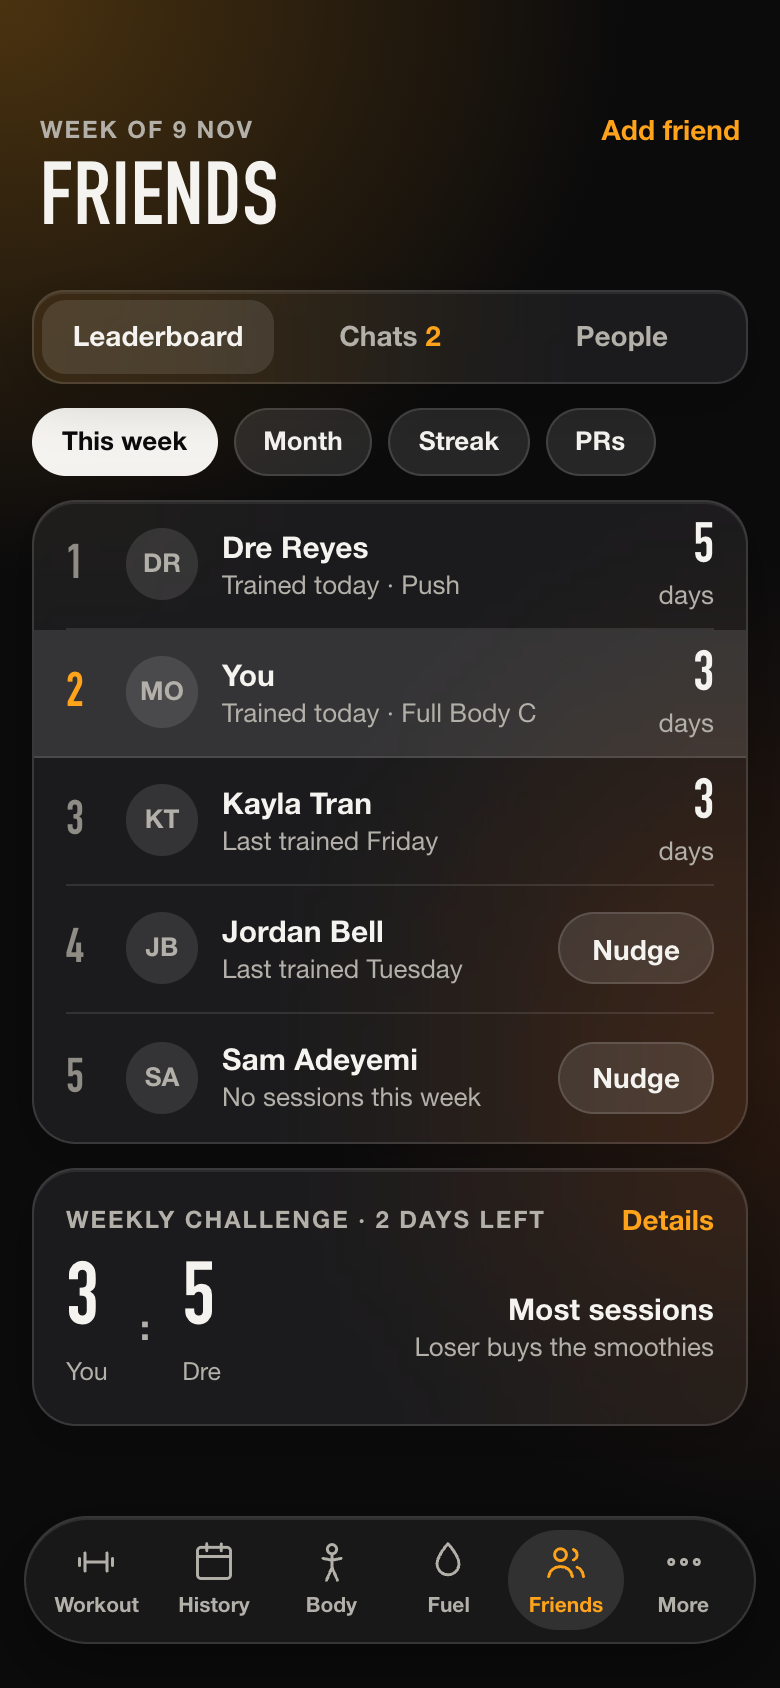 WEEK OF 9 NOV
Add friend
FRIENDS
Leaderboard
Chats 2
People
This week
Month
Streak
PRs
1
DR
Dre Reyes
Trained today · Push
5
days
2
MO
You
Trained today · Full Body C
3
days
3
KT
Kayla Tran
Last trained Friday
3
days
4
JB
Jordan Bell
Last trained Tuesday
Nudge
5
SA
Sam Adeyemi
No sessions this week
Nudge
WEEKLY CHALLENGE · 2 DAYS LEFT
Details
3 : 5
You
Dre
Most sessions
Loser buys the smoothies
Workout
History
Body
Fuel
Friends
More